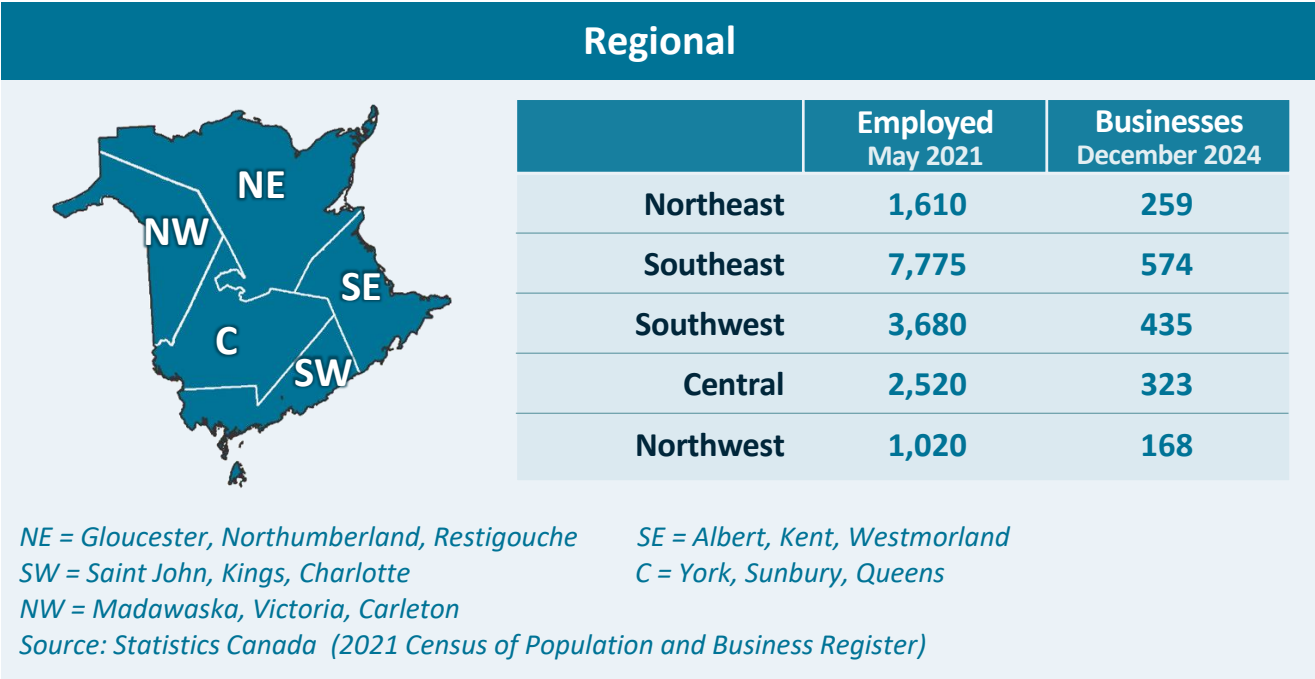 Regional
NE
NW
SE
C
SW
Employed Businesses
May 2021 December 2024
Northeast 1,610 259
Southeast 7,775 574
Southwest 3,680 435
Central 2,520 323
Northwest 1,020 168
NE = Gloucester, Northumberland, Restigouche SE = Albert, Kent, Westmorland
SW = Saint John, Kings, Charlotte C = York, Sunbury, Queens
NW = Madawaska, Victoria, Carleton
Source: Statistics Canada (2021 Census of Population and Business Register)